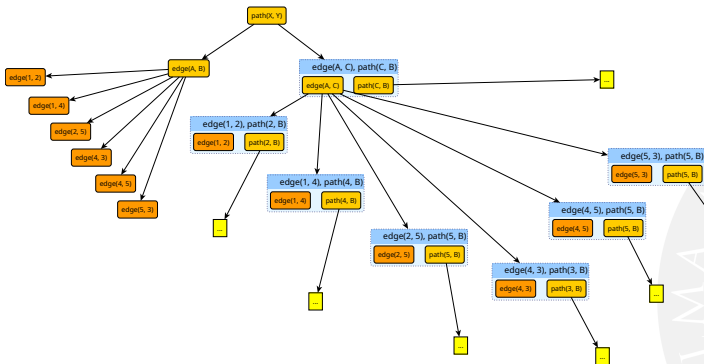 path(X, Y)
edge(A, B)
edge(1, 2)
edge(1, 4)
edge(2, 5)
edge(4, 3)
edge(4, 5)
edge(5, 3)
edge(A, C), path(C, B)
edge(A, C) path(C, B)
...
edge(1, 2), path(2, B)
edge(1, 2) path(2, B)
...
edge(1, 4), path(4, B)
edge(1, 4) path(4, B)
...
edge(2, 5), path(5, B)
edge(2, 5) path(5, B)
...
edge(4, 3), path(3, B)
edge(4, 3) path(3, B)
...
edge(4, 5), path(5, B)
edge(4, 5) path(5, B)
...
edge(5, 3), path(5, B)
edge(5, 3) path(5, B)